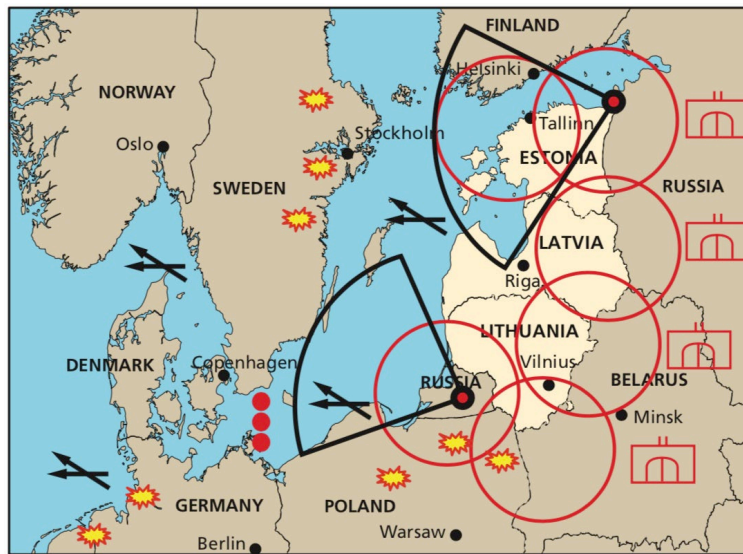 FINLAND
Helsinki
NORWAY
Oslo
Stockholm
Tallinn
ESTONIA
SWEDEN
RUSSIA
LATVIA
Riga
LITHUANIA
DENMARK
Copenhagen
RUSSIA
Vilnius
BELARUS
Minsk
GERMANY
POLAND
Warsaw
Berlin